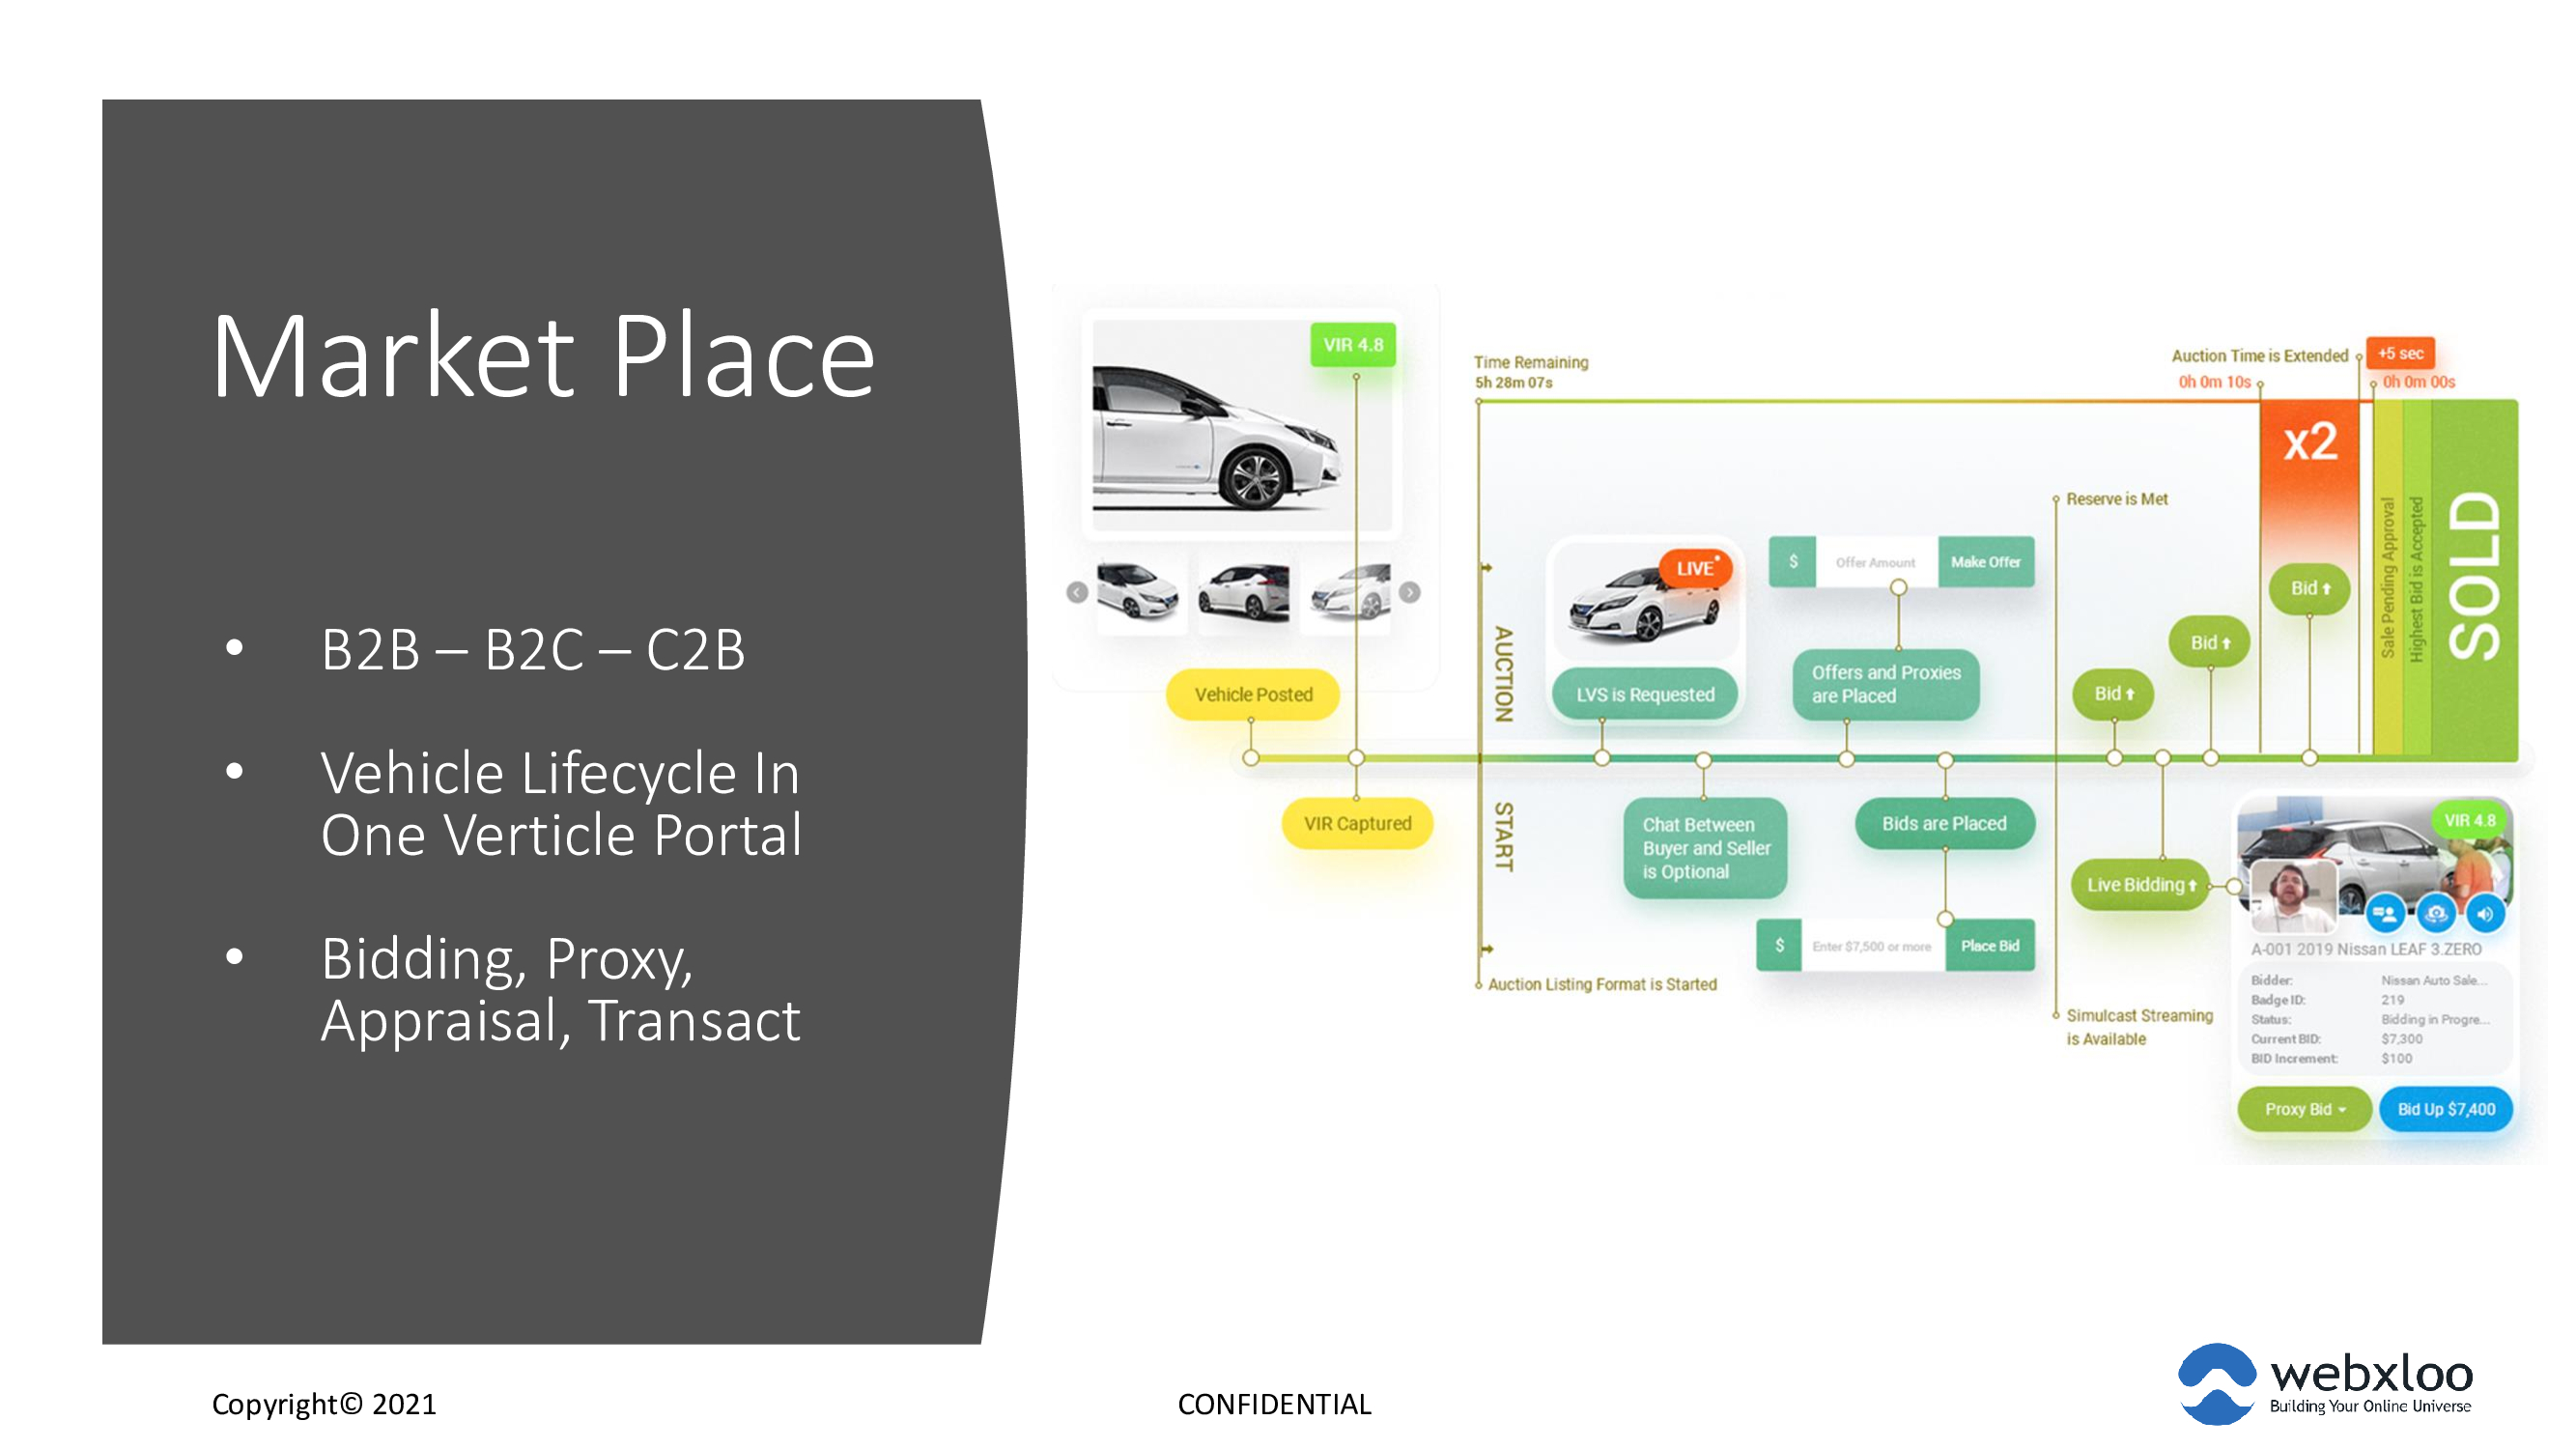 Market Place
• B2B – B2C – C2B
• Vehicle Lifecycle In
One Verticle Portal
• Bidding, Proxy,
Appraisal, Transact
VIR 4.8
Vehicle Posted
VIR Captured
Time Remaining
5h 28m 07s
AUCTION
START
Auction Listing Format is Started
LIVE
LVS is Requested
Chat Between
Buyer and Seller
is Optional
$ Offer Amount Make Offer
Offers and Proxies
are Placed
Bids are Placed
$ Enter $7,500 or more Place Bid
Reserve is Met
Simulcast Streaming
is Available
Bid
Live Bidding
Bid
Bid
Auction Time is Extended
+5 sec
0h 0m 10s
0h 0m 00s
x2
Sale Pending Approval
Highest Bid is Accepted
SOLD
VIR 4.8
A-001 2019 Nissan LEAF 3.ZERO
Bidder: Nissan Auto Sale...
Badge ID: 219
Status: Bidding in Progre...
Current BID: $7,300
BID Increment: $100
Proxy Bid
Bid Up $7,400
Copyright© 2021
CONFIDENTIAL
webxloo
Building Your Online Universe